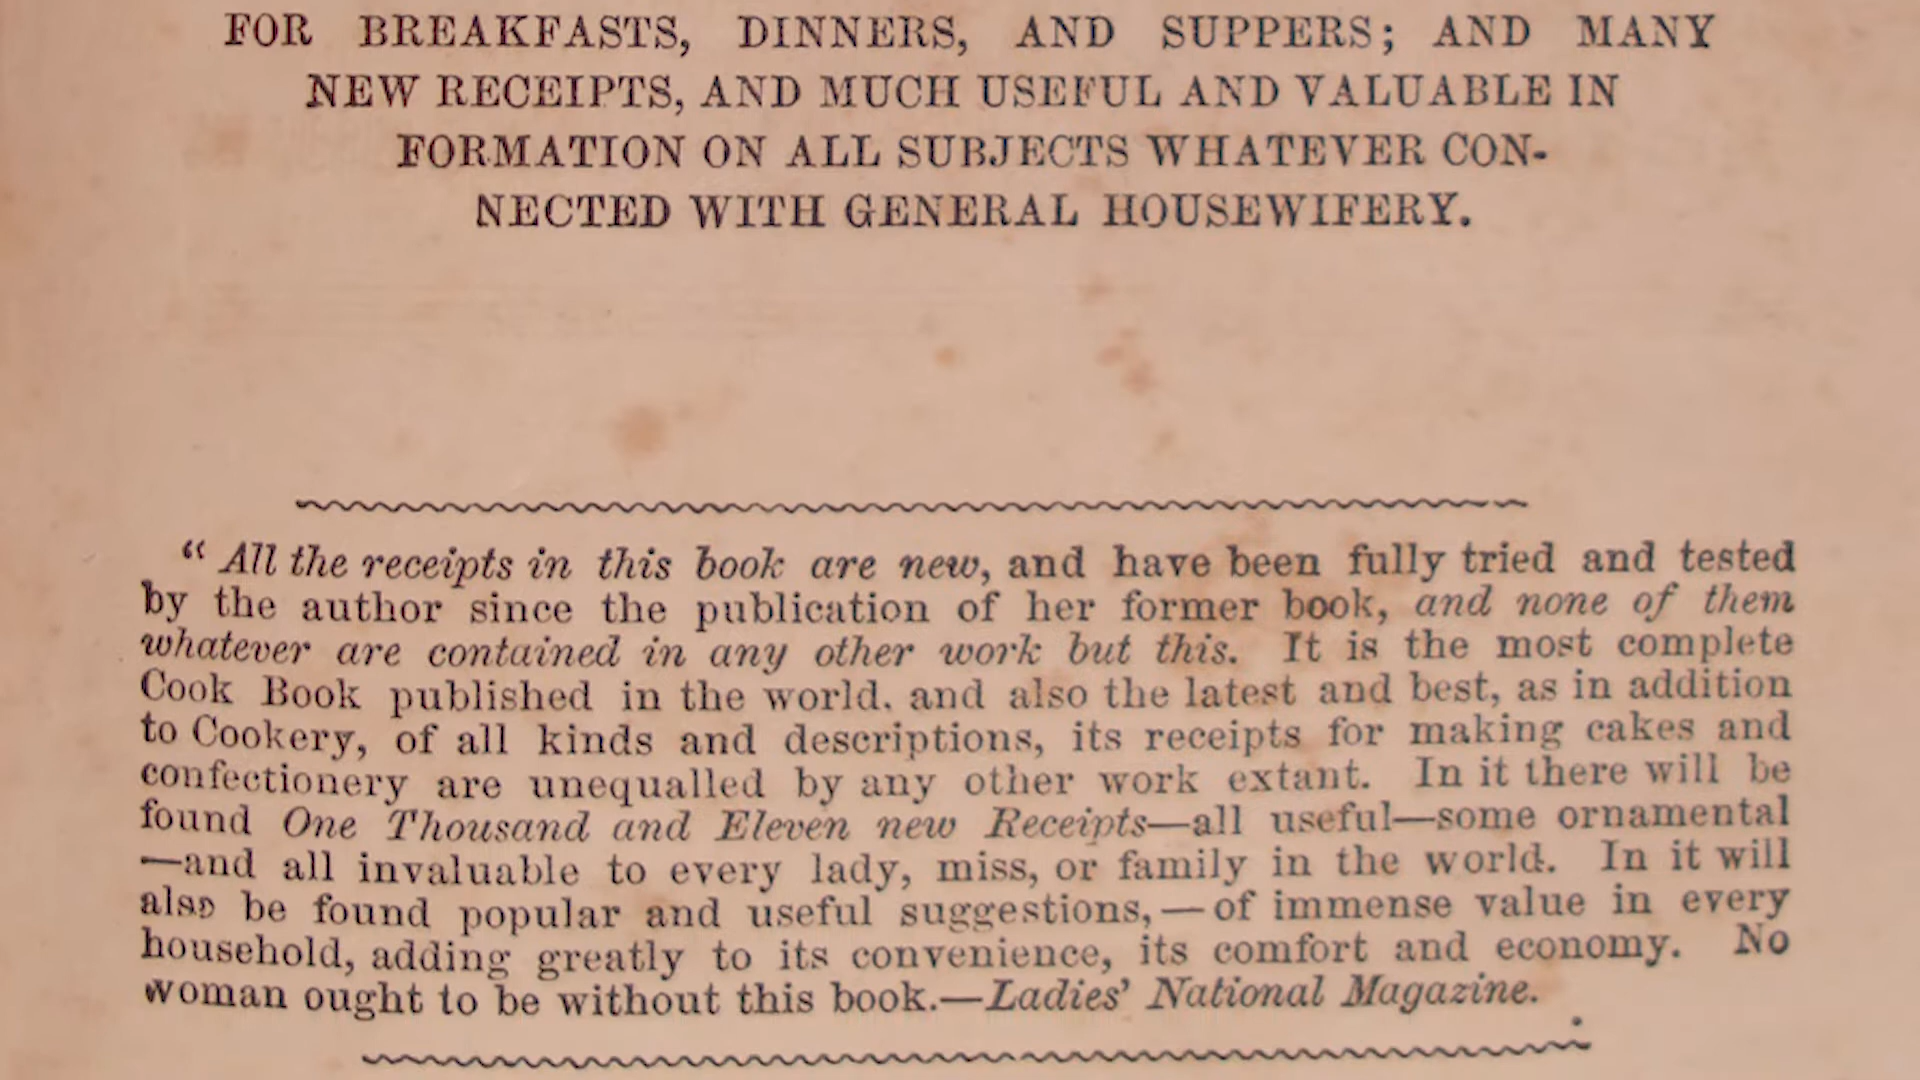 FOR BREAKFASTS, DINNERS, AND SUPPERS; AND MANY
NEW RECEIPTS, AND MUCH USEFUL AND VALUABLE IN
FORMATION ON ALL SUBJECTS WHATEVER CON-
NECTED WITH GENERAL HOUSEWIFERY.
“ All the receipts in this book are new, and have been fully tried and tested
by the author since the publication of her former book, and none of them
whatever are contained in any other work but this. It is the most complete
Cook Book published in the world. and also the latest and best, as in addition
to Cookery, of all kinds and descriptions, its receipts for making cakes and
confectionery are unequalled by any other work extant. In it there will be
found One Thousand and Eleven new Receipts—all useful—some ornamental
—and all invaluable to every lady, miss, or family in the world. In it will
also be found popular and useful suggestions,—of immense value in every
household, adding greatly to its convenience, its comfort and economy. No
woman ought to be without this book.—Ladies’ National Magazine.